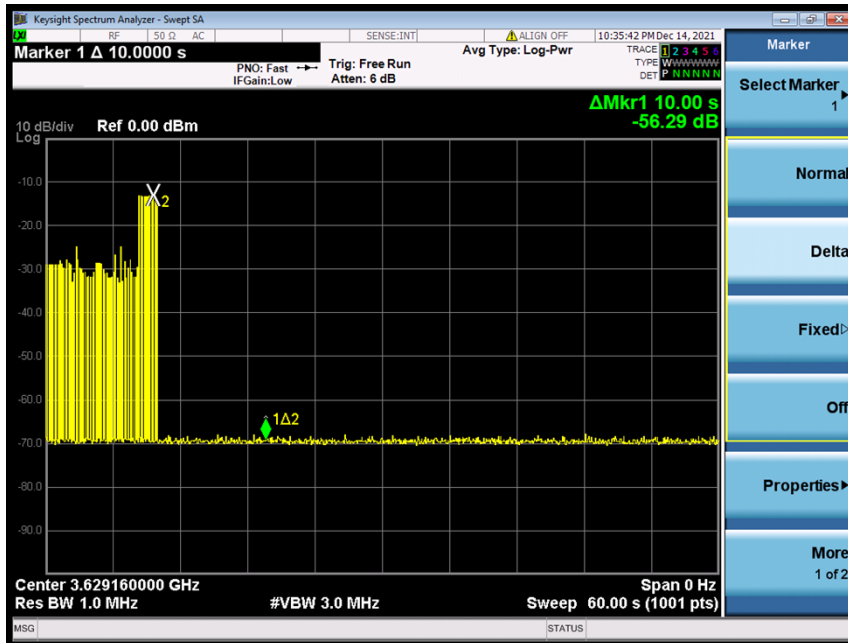 Keysight Spectrum Analyzer - Swept SA
LXI RF 50 Ω AC SENSE:INT ALIGN OFF 10:35:42 PM Dec 14, 2021
Marker 1 Δ 10.0000 s
PNO: Fast
IFGain:Low
Trig: Free Run
Atten: 6 dB
Avg Type: Log-Pwr
TRACE 1 2 3 4 5 6
TYPE WWWWWW
DET P N N N N N
ΔMkr1 10.00 s
-56.29 dB
10 dB/div Ref 0.00 dBm
Log
-10.0
-20.0
-30.0
-40.0
-50.0
-60.0
-70.0
-80.0
-90.0
X2
1Δ2
Center 3.629160000 GHz Span 0 Hz
Res BW 1.0 MHz #VBW 3.0 MHz Sweep 60.00 s (1001 pts)
MSG STATUS
Marker
Select Marker
1
Normal
Delta
Fixed
Off
Properties
More
1 of 2